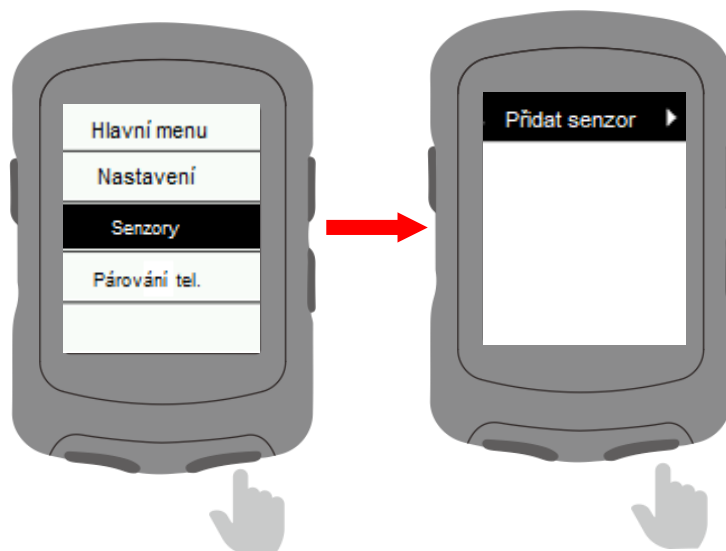 Hlavní menu
Nastavení
Senzory
Párování tel.
Přidat senzor